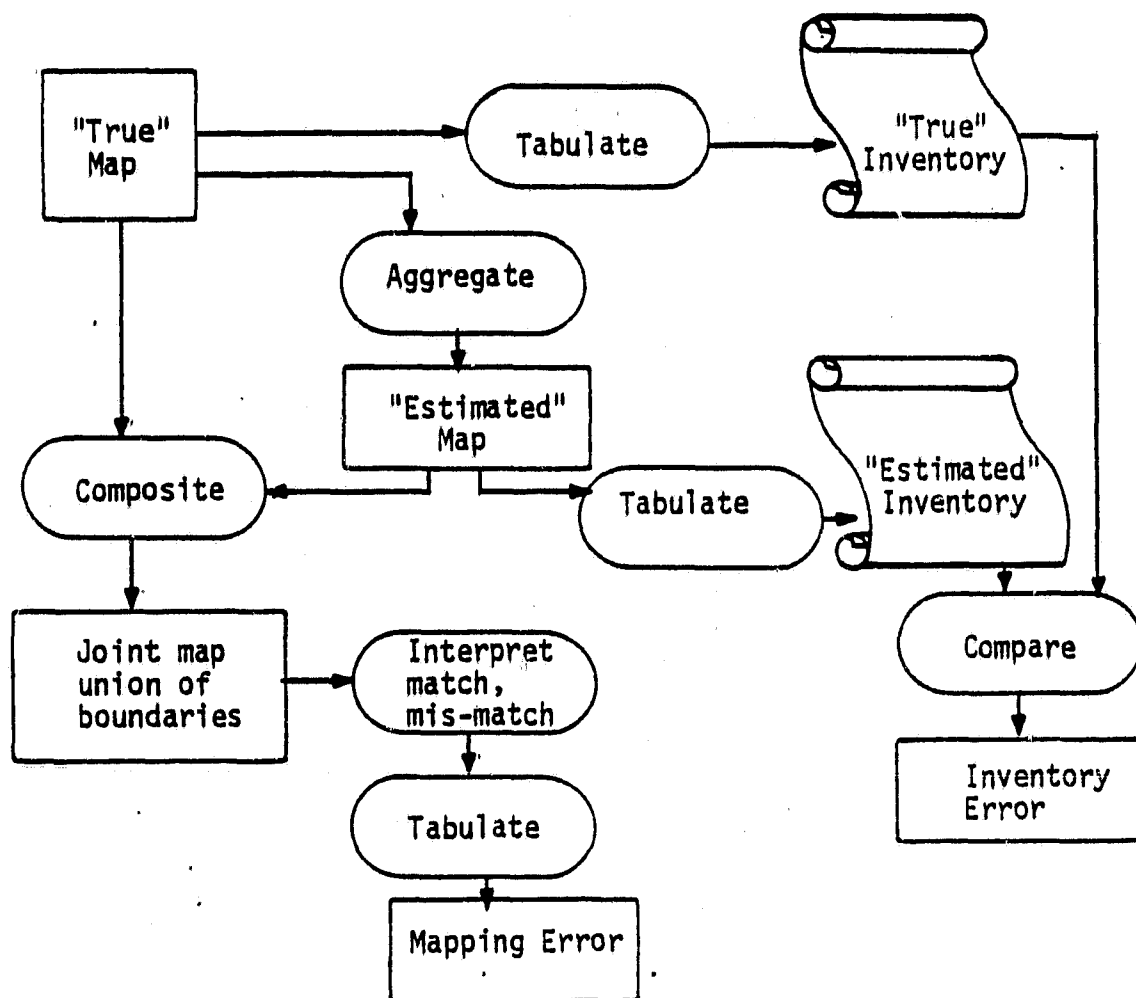 "True"
Map
Tabulate
"True"
Inventory
Aggregate
"Estimated"
Map
Composite
Tabulate
"Estimated"
Inventory
Joint map
union of
boundaries
Interpret
match,
mis-match
Compare
Tabulate
Inventory
Error
Mapping Error